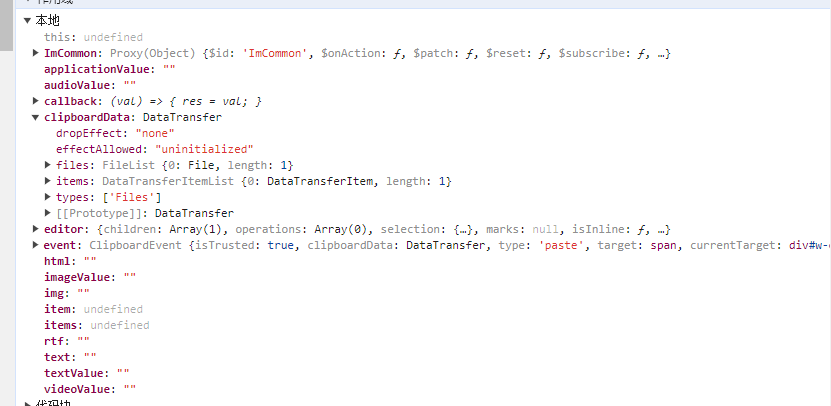 作用域
本地
this: undefined
ImCommon: Proxy(Object) {$id: 'ImCommon', $onAction: ƒ, $patch: ƒ, $reset: ƒ, $subscribe: ƒ, …}
applicationValue: ""
audioValue: ""
callback: (val) => { res = val; }
clipboardData: DataTransfer
dropEffect: "none"
effectAllowed: "uninitialized"
files: FileList {0: File, length: 1}
items: DataTransferItemList {0: DataTransferItem, length: 1}
types: ['Files']
[[Prototype]]: DataTransfer
editor: {children: Array(1), operations: Array(0), selection: {…}, marks: null, isInline: ƒ, …}
event: ClipboardEvent {isTrusted: true, clipboardData: DataTransfer, type: 'paste', target: span, currentTarget: div#w-
html: ""
imageValue: ""
img: ""
item: undefined
items: undefined
rtf: ""
text: ""
textValue: ""
videoValue: ""
代码块